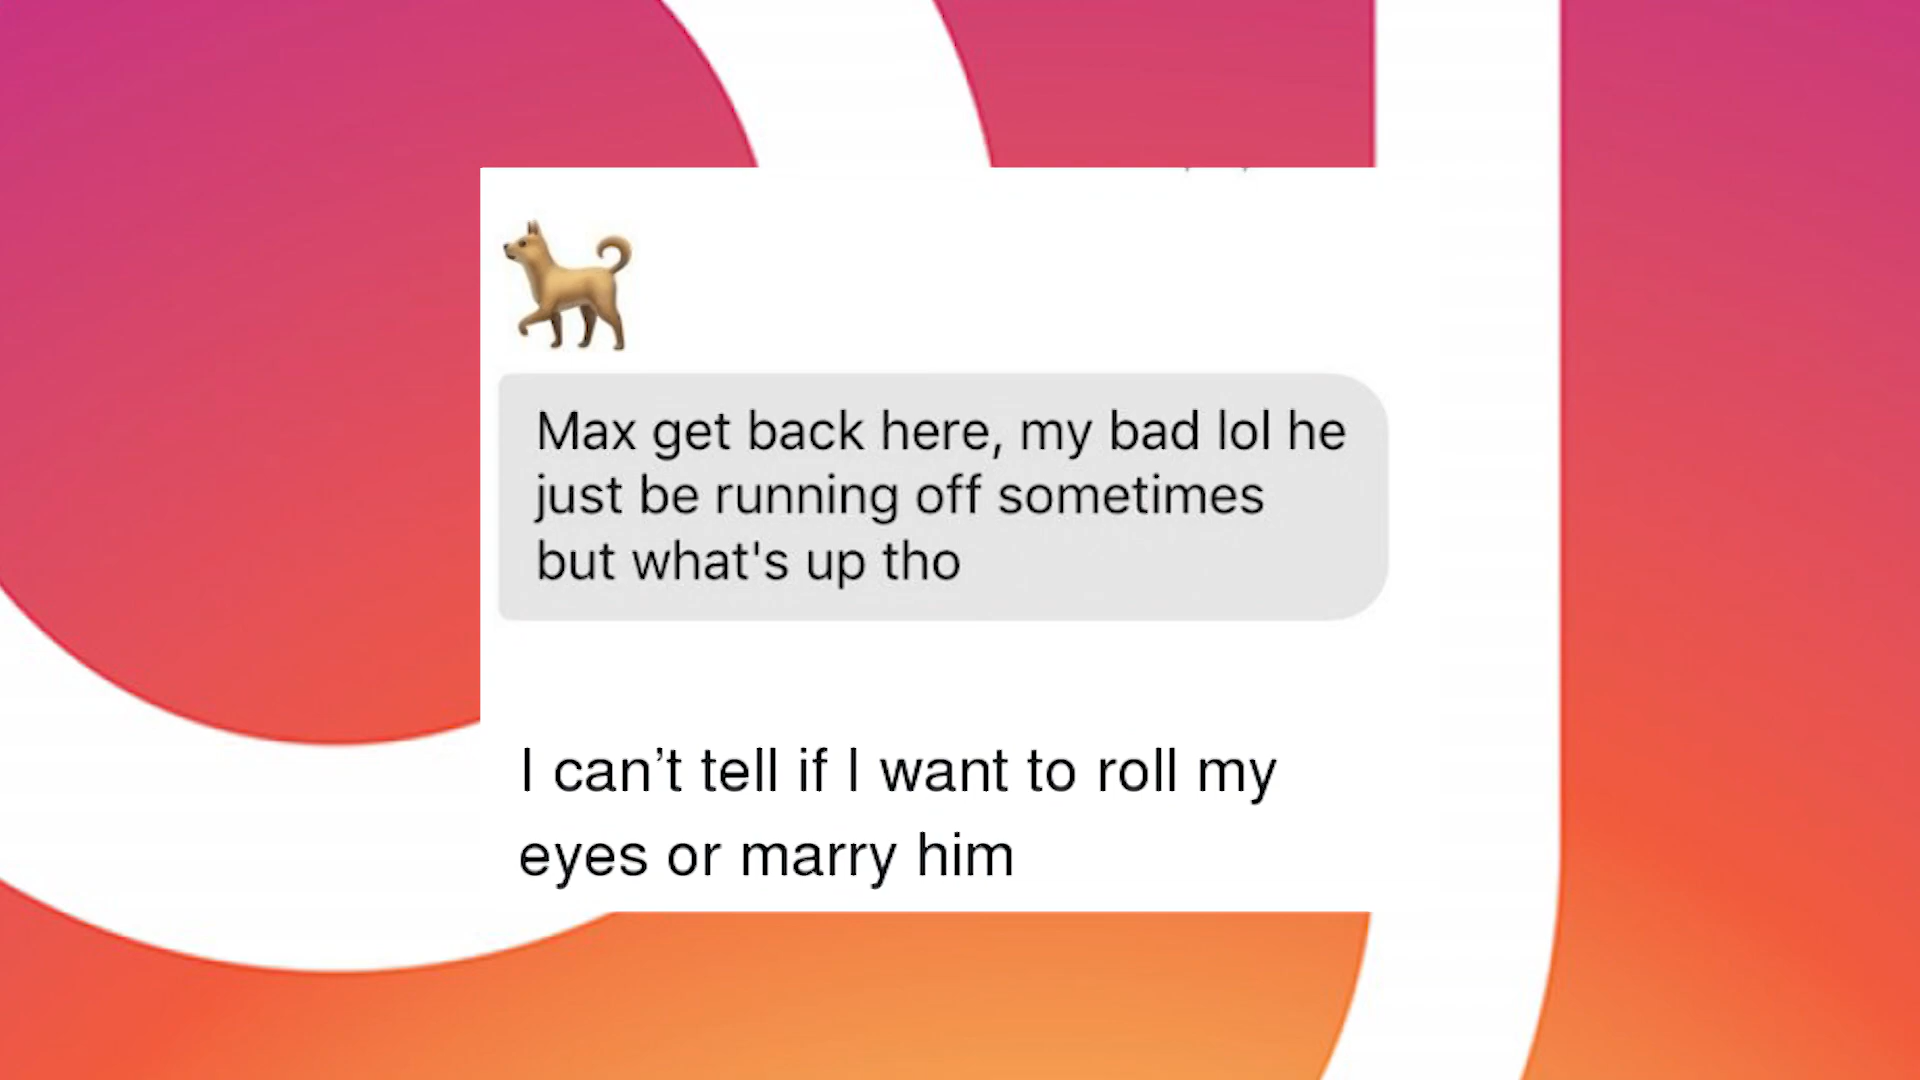 Max get back here, my bad lol he
just be running off sometimes
but what's up tho
I can’t tell if I want to roll my
eyes or marry him